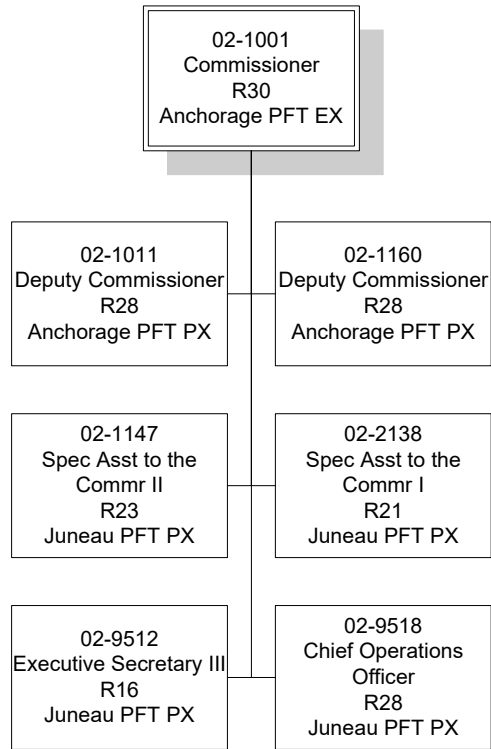 02-1001
Commissioner
R30
Anchorage PFT EX
02-1011
Deputy Commissioner
R28
Anchorage PFT PX
02-1160
Deputy Commissioner
R28
Anchorage PFT PX
02-1147
Spec Asst to the
Commr II
R23
Juneau PFT PX
02-2138
Spec Asst to the
Commr I
R21
Juneau PFT PX
02-9512
Executive Secretary III
R16
Juneau PFT PX
02-9518
Chief Operations
Officer
R28
Juneau PFT PX